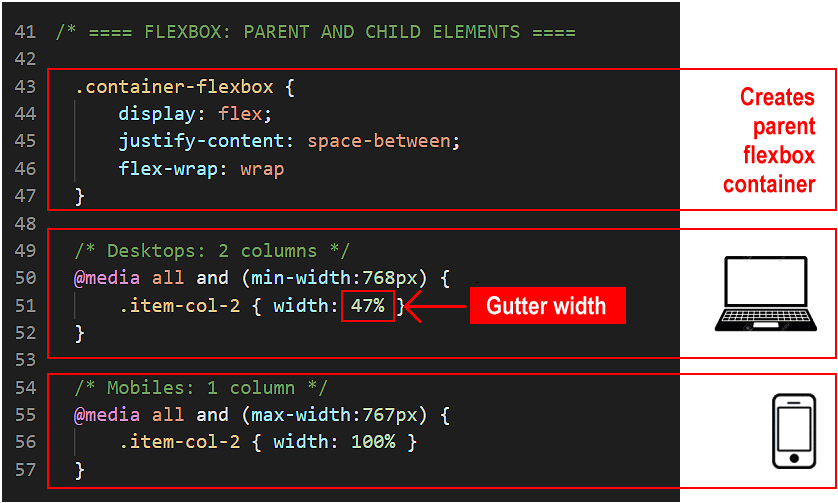 41 /* ==== FLEXBOX: PARENT AND CHILD ELEMENTS ====
42
43 .container-flexbox {
44 display: flex;
45 justify-content: space-between;
46 flex-wrap: wrap
47 }
Creates
parent
flexbox
container
48
49 /* Desktops: 2 columns */
50 @media all and (min-width:768px) {
51 .item-col-2 { width: 47% }
Gutter width
52 }
53
54 /* Mobiles: 1 column */
55 @media all and (max-width:767px) {
56 .item-col-2 { width: 100% }
57 }